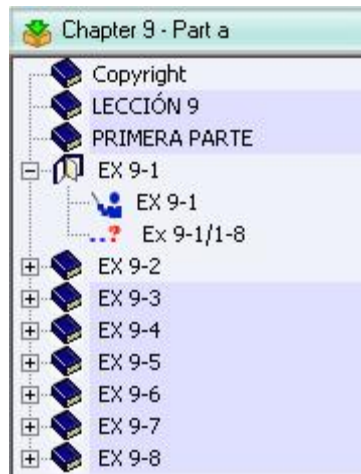 Chapter 9 - Part a
Copyright
LECCIÓN 9
PRIMERA PARTE
EX 9-1
EX 9-1
Ex 9-1/1-8
EX 9-2
EX 9-3
EX 9-4
EX 9-5
EX 9-6
EX 9-7
EX 9-8